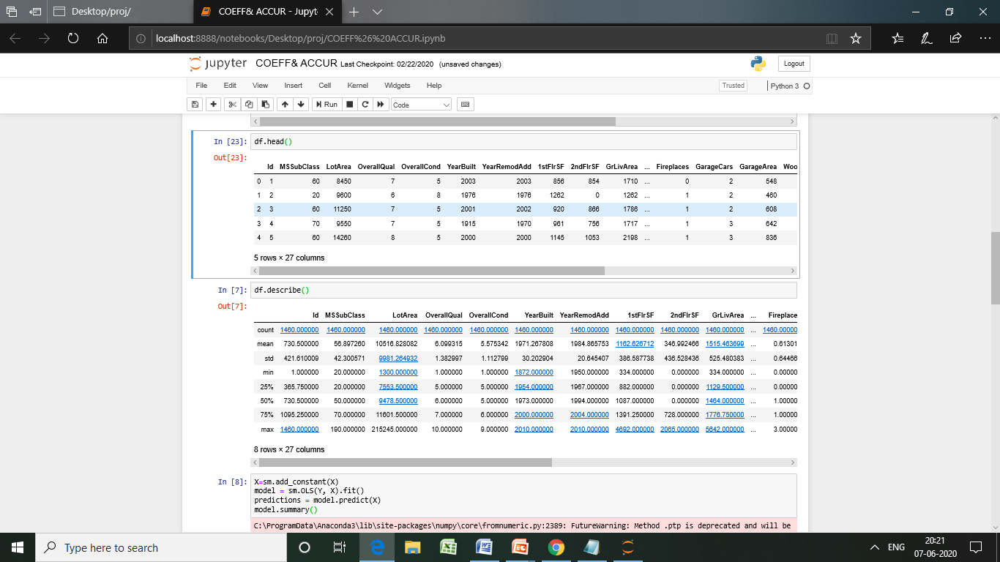 Desktop/proj/
COEFF& ACCUR - Jupyt
localhost:8888/notebooks/Desktop/proj/COEFF%26%20ACCUR.ipynb
jupyter COEFF& ACCUR Last Checkpoint: 02/22/2020 (unsaved changes)
Logout
File Edit View Insert Cell Kernel Widgets Help
Trusted
Python 3
Run
Code
In [23]: df.head()
Out[23]:
Id MSSubClass LotArea OverallQual OverallCond YearBuilt YearRemodAdd 1stFlrSF 2ndFlrSF GrLivArea ... Fireplaces GarageCars GarageArea Woo
0 1 60 8450 7 5 2003 2003 856 854 1710 ... 0 2 548
1 2 20 9600 6 8 1976 1976 1262 0 1262 ... 1 2 460
2 3 60 11250 7 5 2001 2002 920 866 1786 ... 1 2 608
3 4 70 9550 7 5 1915 1970 961 756 1717 ... 1 3 642
4 5 60 14260 8 5 2000 2000 1145 1053 2198 ... 1 3 836
5 rows × 27 columns
In [7]: df.describe()
Out[7]:
Id MSSubClass LotArea OverallQual OverallCond YearBuilt YearRemodAdd 1stFlrSF 2ndFlrSF GrLivArea ... Fireplace
count 1460.000000 1460.000000 1460.000000 1460.000000 1460.000000 1460.000000 1460.000000 1460.000000 1460.000000 1460.000000 ... 1460.00000
mean 730.500000 56.897260 10516.828082 6.099315 5.575342 1971.267808 1984.865753 1162.626712 346.992466 1515.463699 ... 0.61301
std 421.610009 42.300571 9981.264932 1.382997 1.112799 30.202904 20.645407 386.587738 436.528436 525.480383 ... 0.64466
min 1.000000 20.000000 1300.000000 1.000000 1.000000 1872.000000 1950.000000 334.000000 0.000000 334.000000 ... 0.00000
25% 365.750000 20.000000 7553.500000 5.000000 5.000000 1954.000000 1967.000000 882.000000 0.000000 1129.500000 ... 0.00000
50% 730.500000 50.000000 9478.500000 6.000000 5.000000 1973.000000 1994.000000 1087.000000 0.000000 1464.000000 ... 1.00000
75% 1095.250000 70.000000 11601.500000 7.000000 6.000000 2000.000000 2004.000000 1391.250000 728.000000 1776.750000 ... 1.00000
max 1460.000000 190.000000 215245.000000 10.000000 9.000000 2010.000000 2010.000000 4692.000000 2065.000000 5642.000000 ... 3.00000
8 rows × 27 columns
In [8]: X=sm.add_constant(X)
model = sm.OLS(Y, X).fit()
predictions = model.predict(X)
model.summary()
C:\ProgramData\Anaconda3\lib\site-packages\numpy\core\fromnumeric.py:2389: FutureWarning: Method .ptp is deprecated and will be
Type here to search
ENG
20:21
07-06-2020